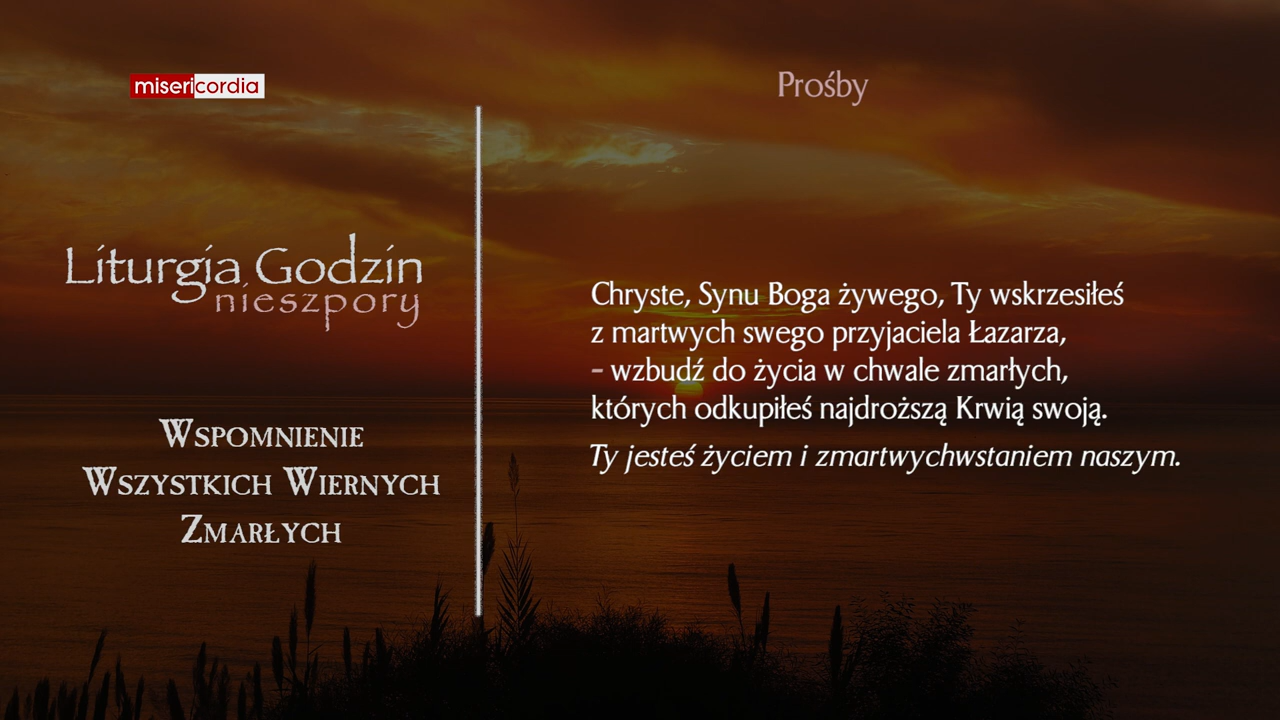 misericordia
Liturgia Godzin
nieszpory
Wspomnienie
Wszystkich Wiernych
Zmarłych
Prośby
Chryste, Synu Boga żywego, Ty wskrzesiłeś
z martwych swego przyjaciela Łazarza,
– wzbudź do życia w chwale zmarłych,
których odkupiłeś najdroższą Krwią swoją.
Ty jesteś życiem i zmartwychwstaniem naszym.